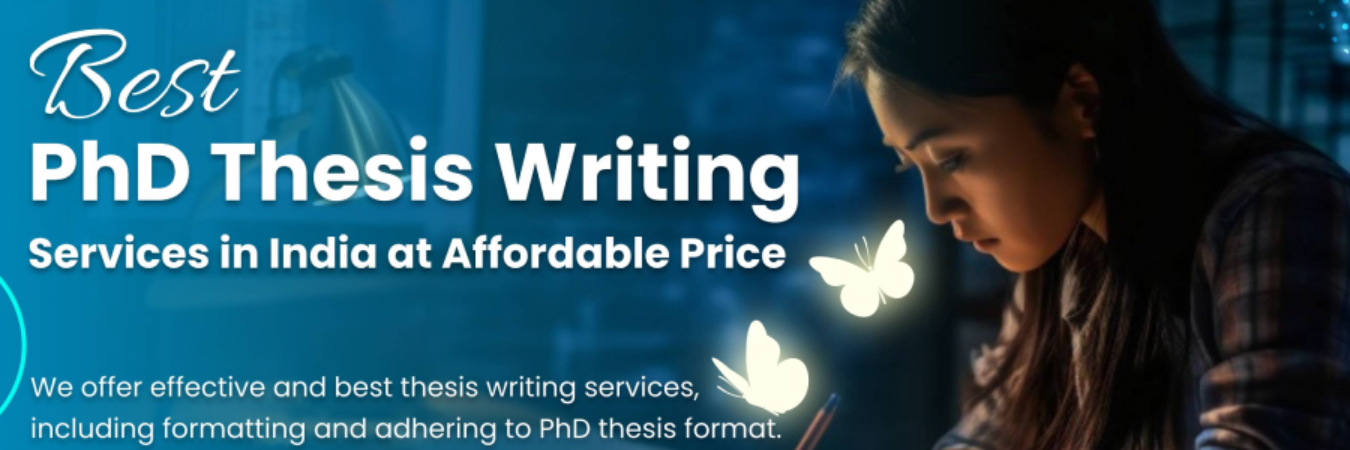 Best
PhD Thesis Writing
Services in India at Affordable Price
We offer effective and best thesis writing services,
including formatting and adhering to PhD thesis format.